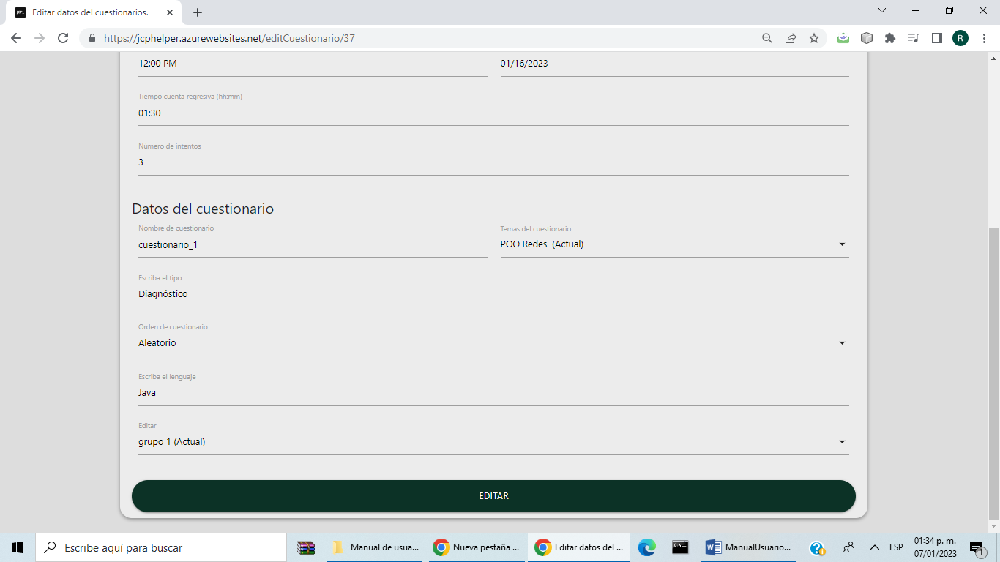 Editar datos del cuestionarios.
https://jcphelper.azurewebsites.net/editCuestionario/37
R
12:00 PM
01/16/2023
Tiempo cuenta regresiva (hh:mm)
01:30
Número de intentos
3
Datos del cuestionario
Nombre de cuestionario
Temas del cuestionario
cuestionario_1
POO Redes  (Actual)
Escriba el tipo
Diagnóstico
Orden de cuestionario
Aleatorio
Escriba el lenguaje
Java
Editar
grupo 1 (Actual)
EDITAR
Escribe aquí para buscar
Manual de usua...
Nueva pestaña ...
Editar datos del ...
ManualUsuario...
ESP
01:34 p. m.
07/01/2023
1